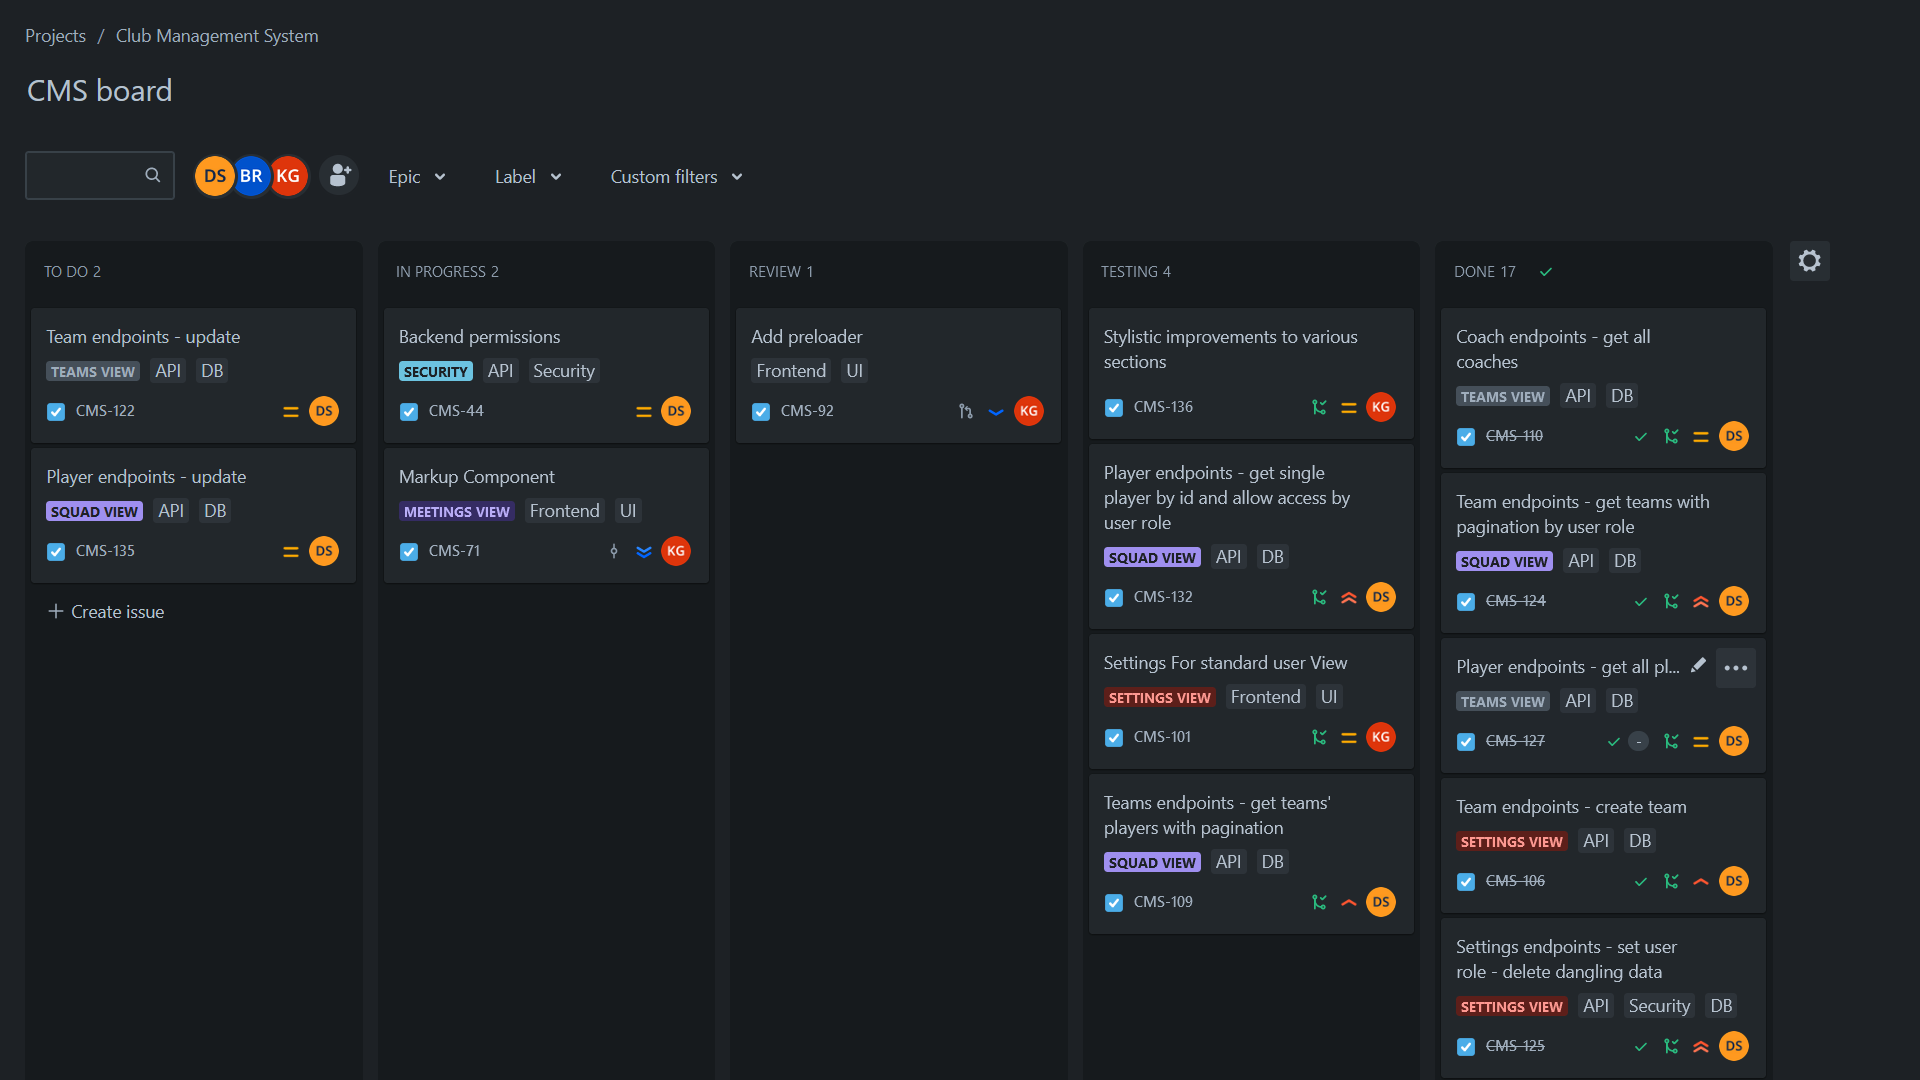 Projects / Club Management System
CMS board
DS BR KG Epic Label Custom filters
TO DO 2
Team endpoints - update
TEAMS VIEW API DB
CMS-122 DS
Player endpoints - update
SQUAD VIEW API DB
CMS-135 DS
+ Create issue
IN PROGRESS 2
Backend permissions
SECURITY API Security
CMS-44 DS
Markup Component
MEETINGS VIEW Frontend UI
CMS-71 KG
REVIEW 1
Add preloader
Frontend UI
CMS-92 KG
TESTING 4
Stylistic improvements to various
sections
CMS-136 KG
Player endpoints - get single
player by id and allow access by
user role
SQUAD VIEW API DB
CMS-132 DS
Settings For standard user View
SETTINGS VIEW Frontend UI
CMS-101 KG
Teams endpoints - get teams'
players with pagination
SQUAD VIEW API DB
CMS-109 DS
DONE 17
Coach endpoints - get all
coaches
TEAMS VIEW API DB
CMS-110 DS
Team endpoints - get teams with
pagination by user role
SQUAD VIEW API DB
CMS-124 DS
Player endpoints - get all pl...
TEAMS VIEW API DB
CMS-127 - DS
Team endpoints - create team
SETTINGS VIEW API DB
CMS-106 DS
Settings endpoints - set user
role - delete dangling data
SETTINGS VIEW API Security DB
CMS-125 DS